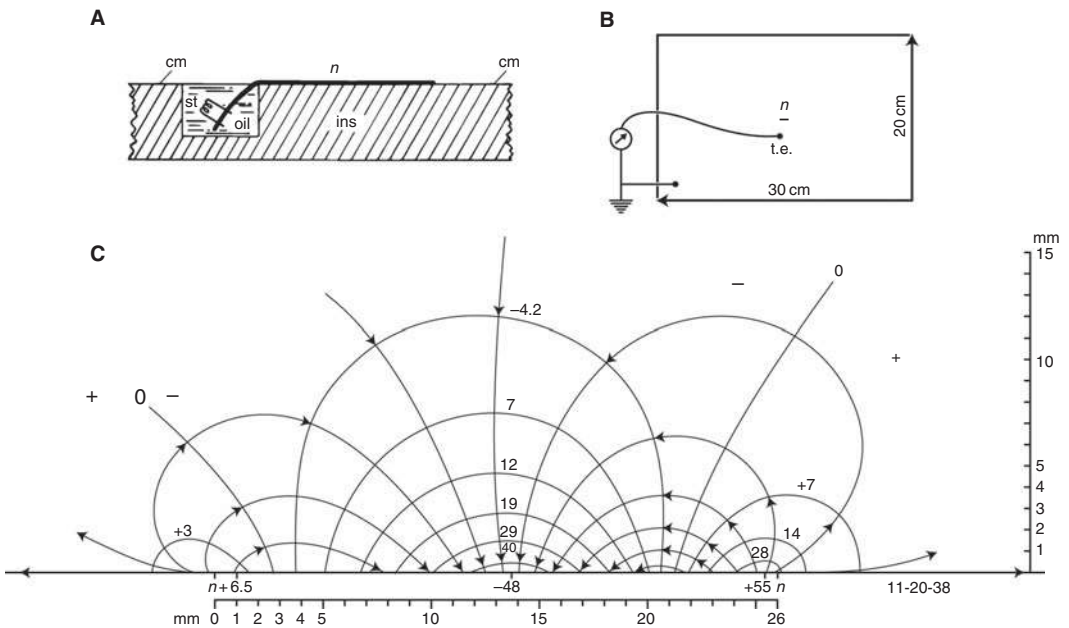 A
cm
n
cm
st
oil
ins
B
n
t.e.
20 cm
30 cm
C
mm
15
10
5
4
3
2
1
0
–
+
–4.2
+ 0 –
7
12
+7
19
+3
29
14
40
28
n +6.5
–48
+55 n
11-20-38
mm 0 1 2 3 4 5 10 15 20 26